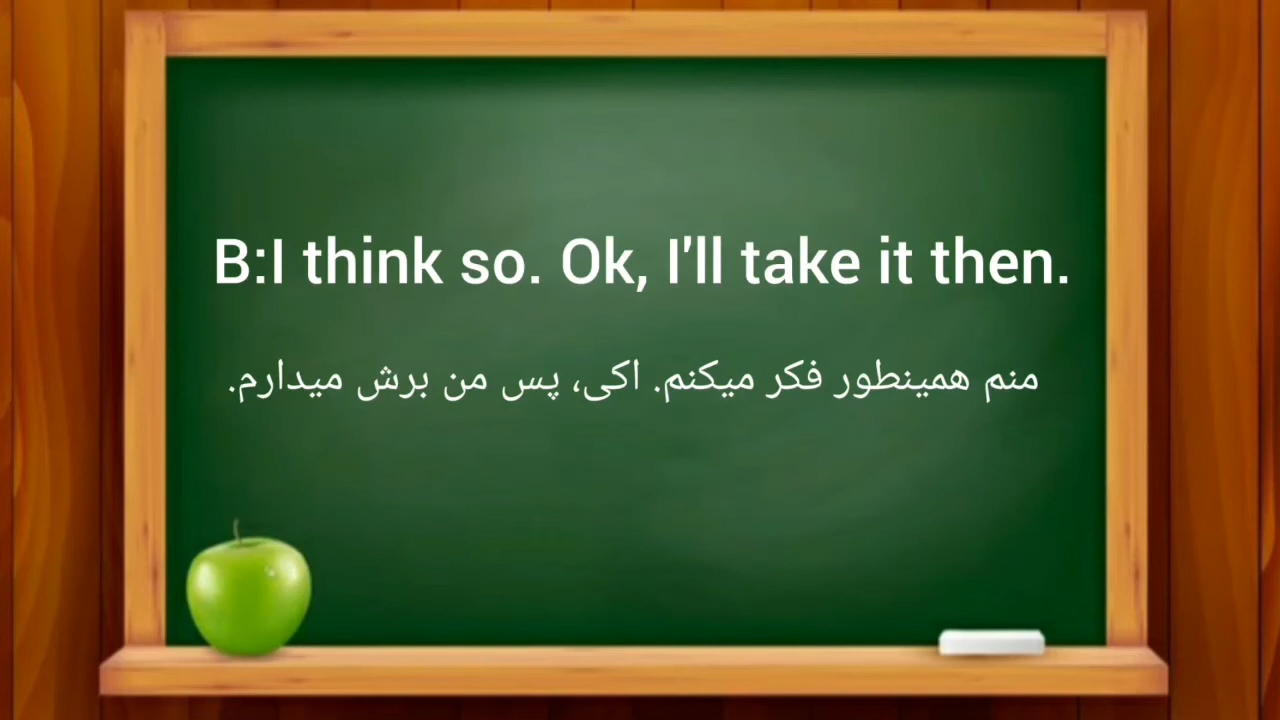 B:I think so. Ok, I'll take it then.
منم همینطور فکر میکنم. اکی، پس من برش میدارم.